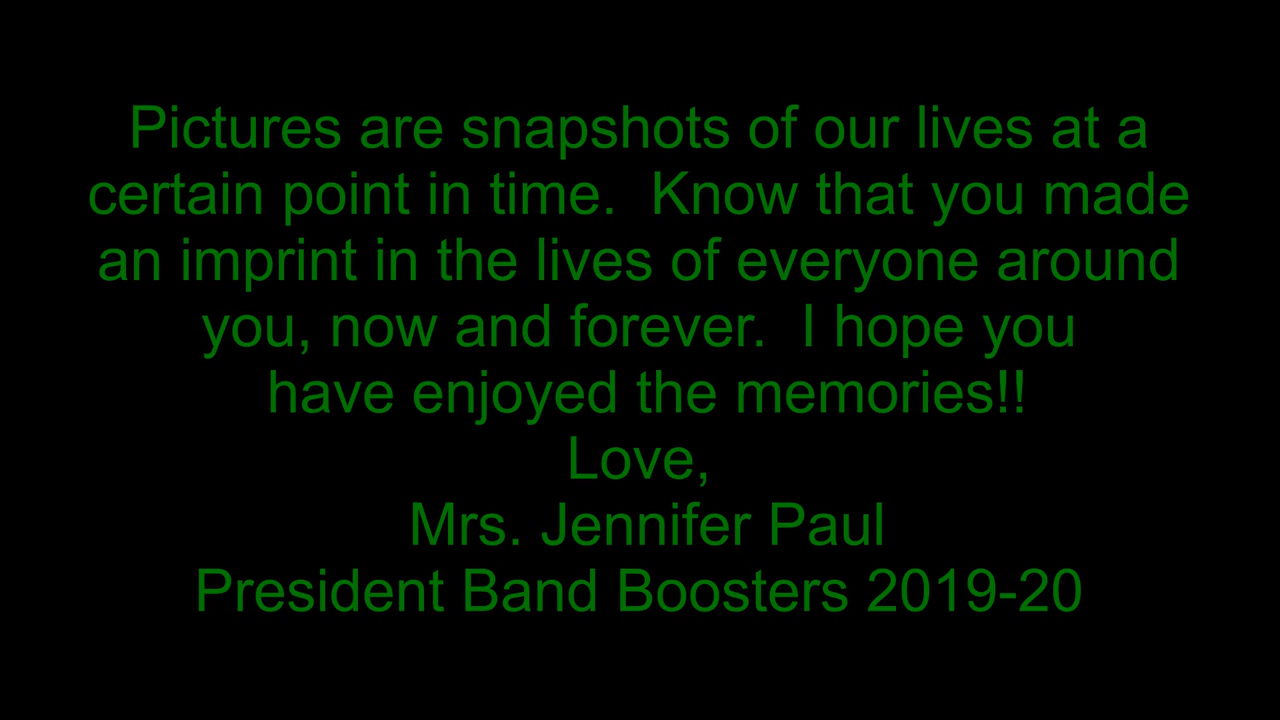 Pictures are snapshots of our lives at a
certain point in time.  Know that you made
an imprint in the lives of everyone around
you, now and forever.  I hope you
have enjoyed the memories!!
Love,
Mrs. Jennifer Paul
President Band Boosters 2019-20